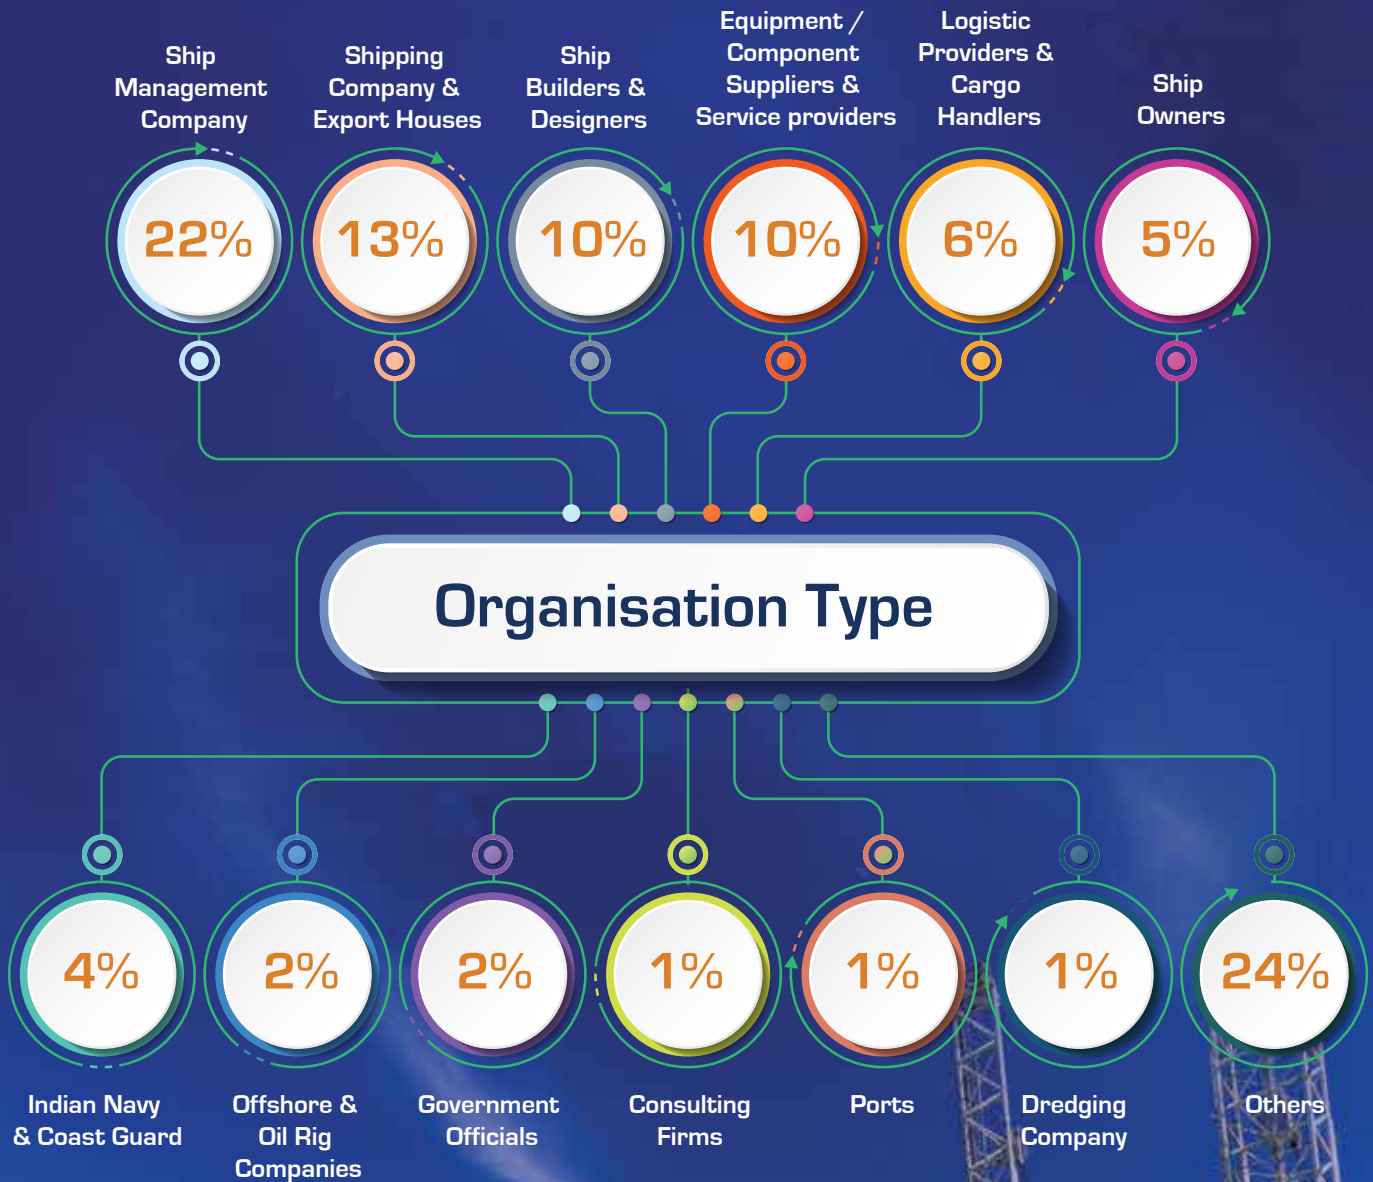 Ship
Management
Company
Shipping
Company &
Export Houses
Ship
Builders &
Designers
Equipment /
Component
Suppliers &
Service providers
Logistic
Providers &
Cargo
Handlers
Ship
Owners
22%
13%
10%
10%
6%
5%
Organisation Type
4%
2%
2%
1%
1%
1%
24%
Indian Navy
& Coast Guard
Offshore &
Oil Rig
Companies
Government
Officials
Consulting
Firms
Ports
Dredging
Company
Others